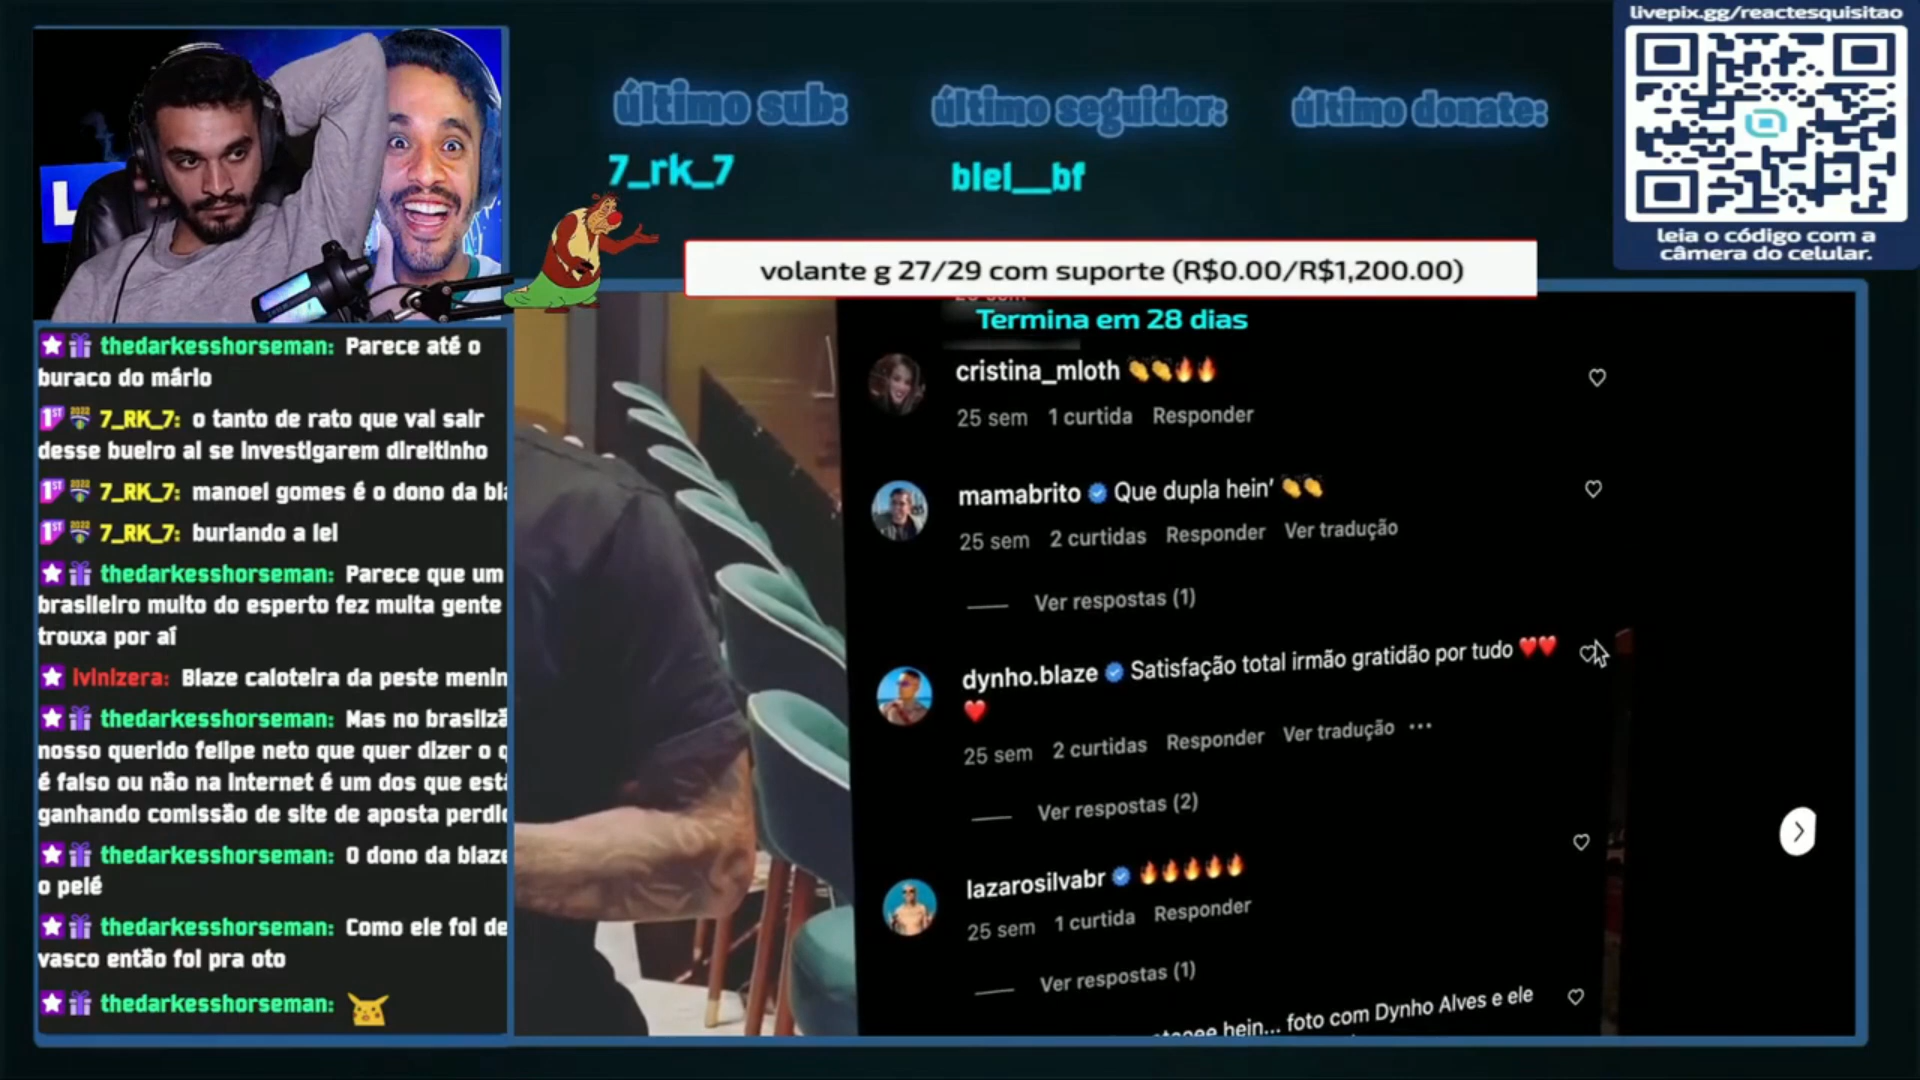 livepix.gg/reactesquisitao
último sub:
último seguidor:
último donate:
7_rk_7
biel__bf
leia o código com a
câmera do celular.
volante g 27/29 com suporte (R$0.00/R$1,200.00)
Termina em 28 dias
thedarkesshorseman: Parece até o
buraco do mário
7_RK_7: o tanto de rato que vai sair
desse bueiro ai se investigarem direitinho
7_RK_7: manoel gomes é o dono da bla
7_RK_7: burlando a lei
thedarkesshorseman: Parece que um
brasileiro muito do esperto fez muita gente
trouxa por aí
ivinizera: Blaze caloteira da peste menin
thedarkesshorseman: Mas no brasilzã
nosso querido felipe neto que quer dizer o q
é falso ou não na internet é um dos que está
ganhando comissão de site de aposta perdid
thedarkesshorseman: O dono da blaze
o pelé
thedarkesshorseman: Como ele foi de
vasco então foi pra oto
thedarkesshorseman:
cristina_mloth 👏👏🔥🔥
25 sem 1 curtida Responder
mamabrito Que dupla hein' 👏👏
25 sem 2 curtidas Responder Ver tradução
Ver respostas (1)
dynho.blaze Satisfação total irmão gratidão por tudo ❤️❤️
❤️
25 sem 2 curtidas Responder Ver tradução ...
Ver respostas (2)
lazarosilvabr 🔥🔥🔥🔥🔥
25 sem 1 curtida Responder
Ver respostas (1)
hein... foto com Dynho Alves e ele